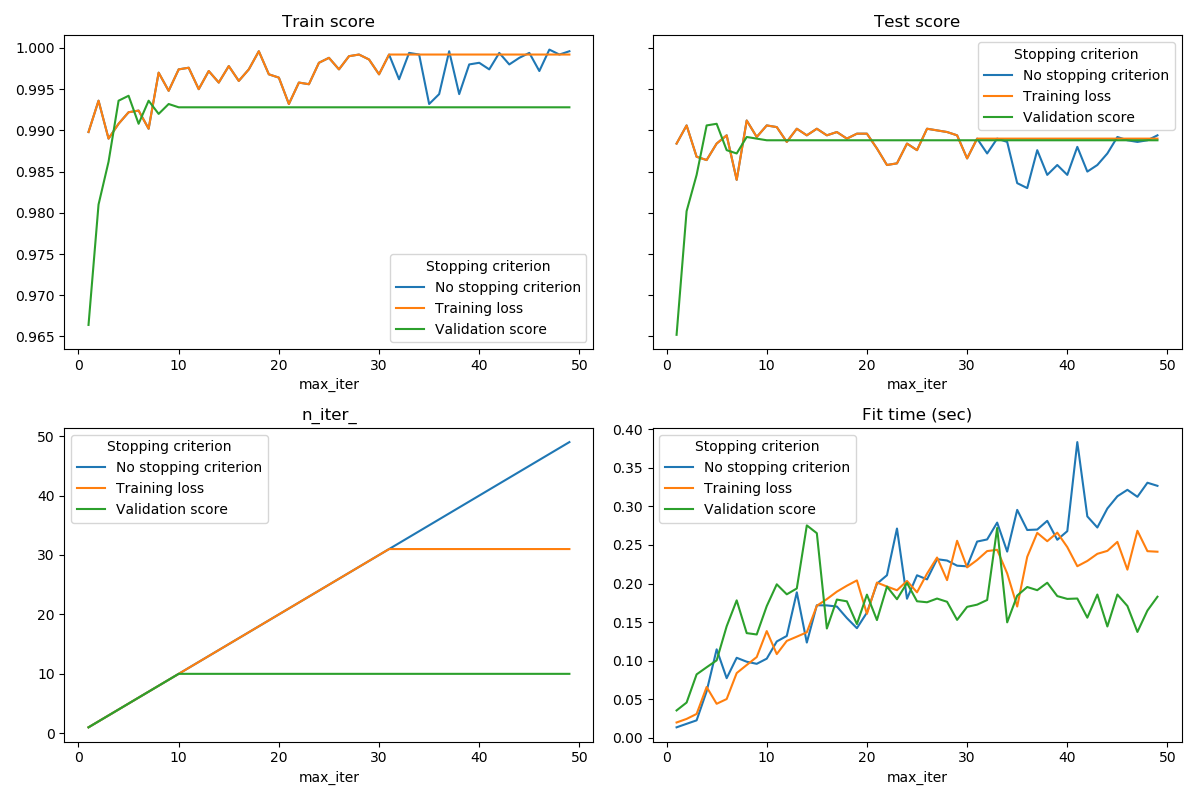 Train score
1.000
0.995
0.990
0.985
0.980
0.975
0.970
0.965
Stopping criterion
No stopping criterion
Training loss
Validation score
0 10 20 30 40 50
max_iter
Test score
Stopping criterion
No stopping criterion
Training loss
Validation score
0 10 20 30 40 50
max_iter
n_iter_
50
40
30
20
10
0
Stopping criterion
No stopping criterion
Training loss
Validation score
0 10 20 30 40 50
max_iter
Fit time (sec)
0.40
0.35
0.30
0.25
0.20
0.15
0.10
0.05
0.00
Stopping criterion
No stopping criterion
Training loss
Validation score
0 10 20 30 40 50
max_iter